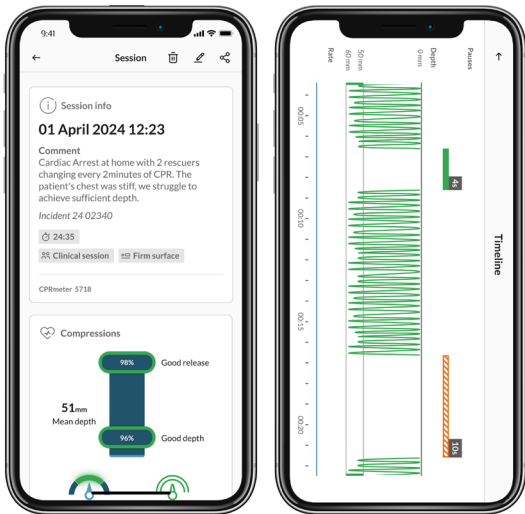 9:41
Session
Session info
01 April 2024 12:23
Comment
Cardiac Arrest at home with 2 rescuers
changing every 2minutes of CPR. The
patient's chest was stiff, we struggle to
achieve sufficient depth.
Incident 24 02340
24:35
Clinical session
Firm surface
CPRmeter 5718
Compressions
98%
Good release
51mm
Mean depth
96%
Good depth
Timeline
Pauses
4s
10s
Depth
0 mm
50 mm
60 mm
Rate
00:05
00:10
00:15
00:20